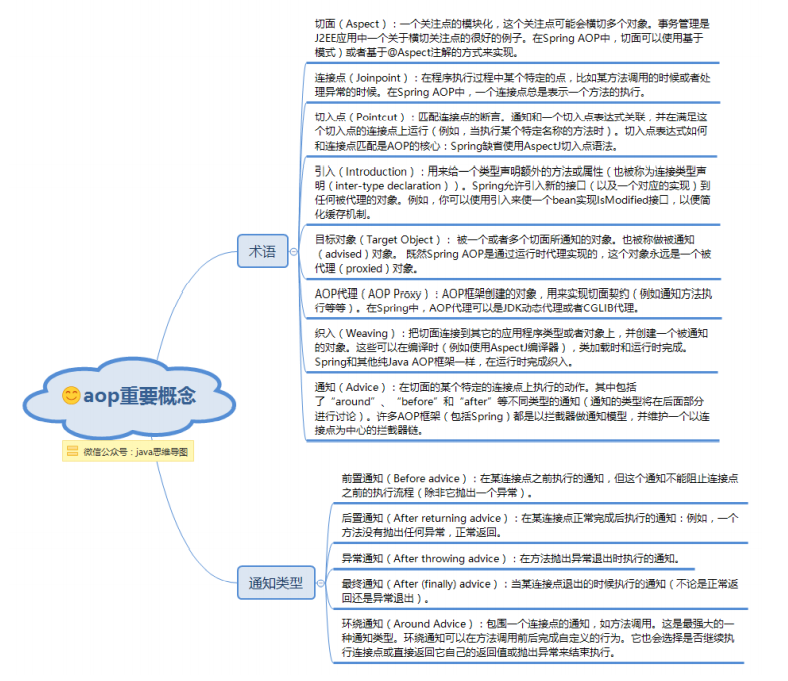 切面（Aspect）：一个关注点的模块化，这个关注点可能会横切多个对象。事务管理是
J2EE应用中一个关于横切关注点的很好的例子。在Spring AOP中，切面可以使用基于
模式）或者基于@Aspect注解的方式来实现。
连接点（Joinpoint）：在程序执行过程中某个特定的点，比如某方法调用的时候或者处
理异常的时候。在Spring AOP中，一个连接点总是表示一个方法的执行。
切入点（Pointcut）：匹配连接点的断言。通知和一个切入点表达式关联，并在满足这
个切入点的连接点上运行（例如，当执行某个特定名称的方法时）。切入点表达式如何
和连接点匹配是AOP的核心：Spring缺省使用AspectJ切入点语法。
引入（Introduction）：用来给一个类型声明额外的方法或属性（也被称为连接类型声
明（inter-type declaration））。Spring允许引入新的接口（以及一个对应的实现）到
任何被代理的对象。例如，你可以使用引入来使一个bean实现IsModified接口，以便简
化缓存机制。
目标对象（Target Object）： 被一个或者多个切面所通知的对象。也被称做被通知
（advised）对象。 既然Spring AOP是通过运行时代理实现的，这个对象永远是一个被
代理（proxied）对象。
AOP代理（AOP Proxy）：AOP框架创建的对象，用来实现切面契约（例如通知方法执
行等等）。在Spring中，AOP代理可以是JDK动态代理或者CGLIB代理。
织入（Weaving）：把切面连接到其它的应用程序类型或者对象上，并创建一个被通知
的对象。这些可以在编译时（例如使用AspectJ编译器），类加载时和运行时完成。
Spring和其他纯Java AOP框架一样，在运行时完成织入。
通知（Advice）：在切面的某个特定的连接点上执行的动作。其中包括
了“around”、“before”和“after”等不同类型的通知（通知的类型将在后面部分
进行讨论）。许多AOP框架（包括Spring）都是以拦截器做通知模型，并维护一个以连
接点为中心的拦截器链。
术语
aop重要概念
微信公众号：java思维导图
前置通知（Before advice）：在某连接点之前执行的通知，但这个通知不能阻止连接点
之前的执行流程（除非它抛出一个异常）。
后置通知（After returning advice）：在某连接点正常完成后执行的通知：例如，一个
方法没有抛出任何异常，正常返回。
异常通知（After throwing advice）：在方法抛出异常退出时执行的通知。
最终通知（After (finally) advice）：当某连接点退出的时候执行的通知（不论是正常返
回还是异常退出）。
环绕通知（Around Advice）：包围一个连接点的通知，如方法调用。这是最强大的一
种通知类型。环绕通知可以在方法调用前后完成自定义的行为。它也会选择是否继续执
行连接点或直接返回它自己的返回值或抛出异常来结束执行。
通知类型